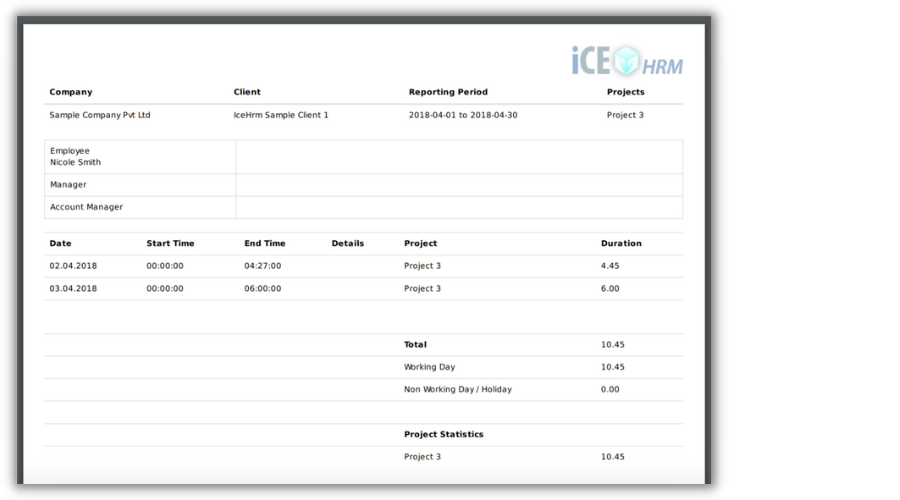 iCE HRM
Company Client Reporting Period Projects
Sample Company Pvt Ltd IceHrm Sample Client 1 2018-04-01 to 2018-04-30 Project 3
Employee
Nicole Smith
Manager
Account Manager
Date Start Time End Time Details Project Duration
02.04.2018 00:00:00 04:27:00 Project 3 4.45
03.04.2018 00:00:00 06:00:00 Project 3 6.00
Total 10.45
Working Day 10.45
Non Working Day / Holiday 0.00
Project Statistics
Project 3 10.45